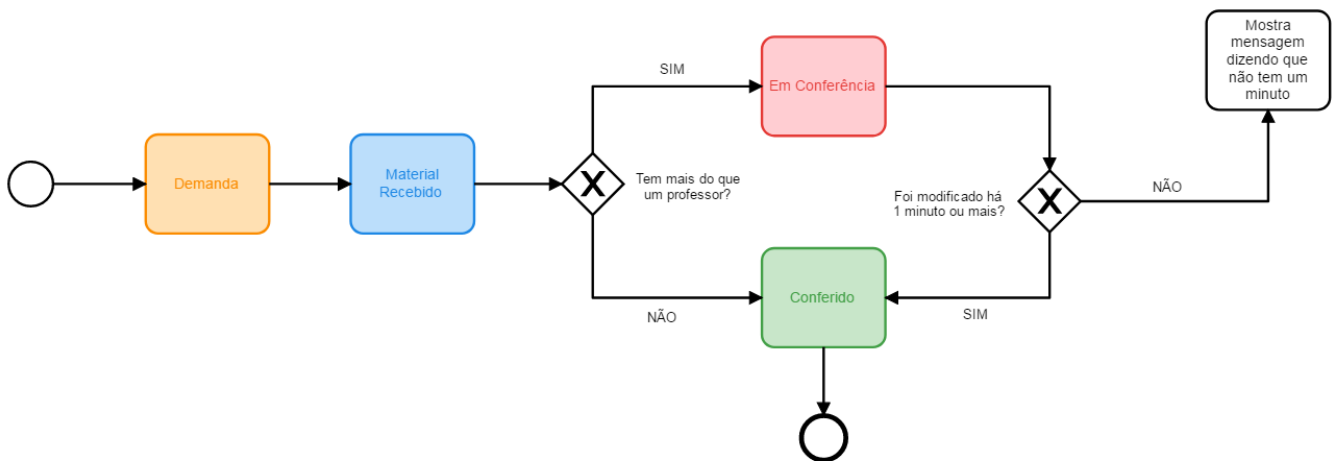 Demanda
Material
Recebido
Tem mais do que
um professor?
SIM
NÃO
Em Conferência
Conferido
Foi modificado há
1 minuto ou mais?
SIM
NÃO
Mostra
mensagem
dizendo que
não tem um
minuto